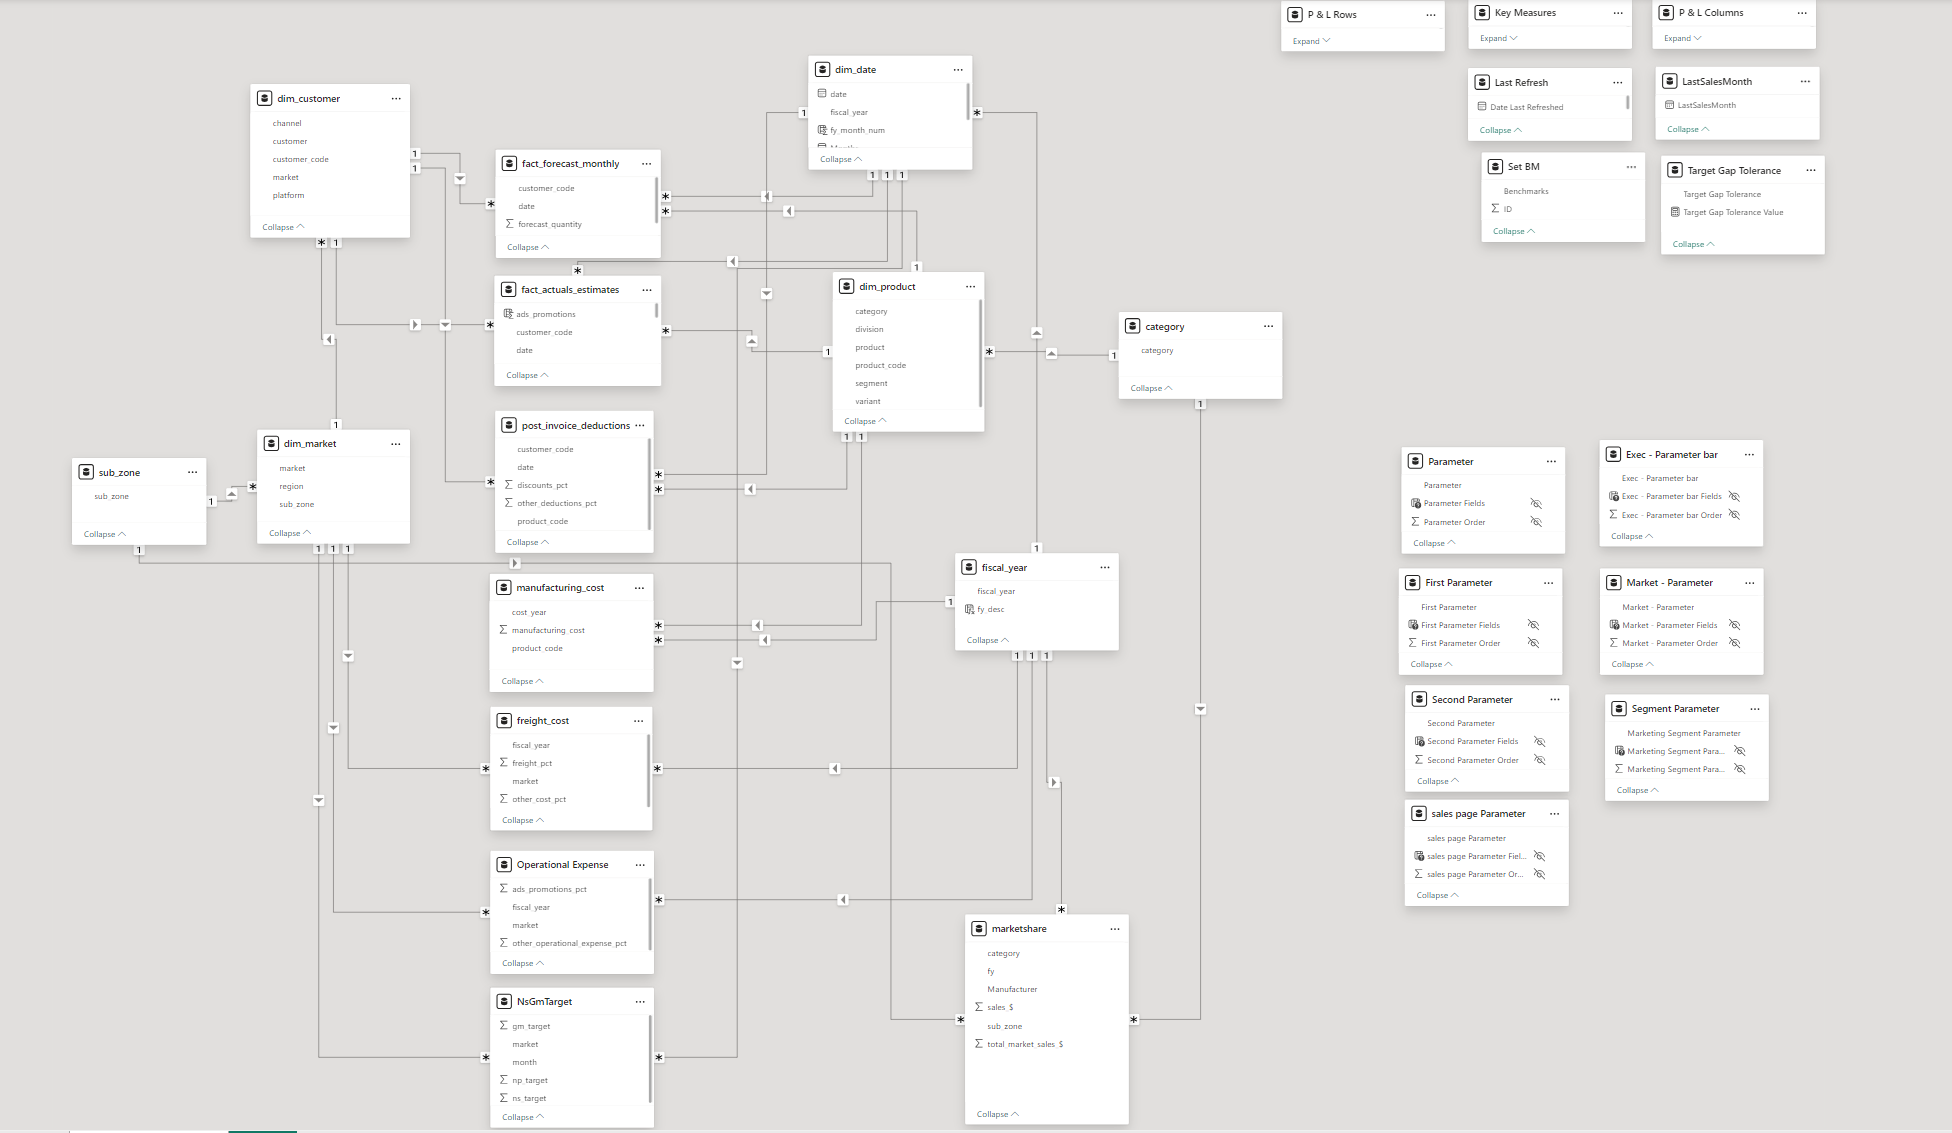 P & L Rows
Expand
Key Measures
Expand
P & L Columns
Expand
Last Refresh
Date Last Refreshed
Collapse
LastSalesMonth
LastSalesMonth
Collapse
Set BM
Benchmarks
ID
Collapse
Target Gap Tolerance
Target Gap Tolerance
Target Gap Tolerance Value
Collapse
dim_date
date
fiscal_year
fy_month_num
Collapse
dim_customer
channel
customer
customer_code
market
platform
Collapse
fact_forecast_monthly
customer_code
date
forecast_quantity
Collapse
fact_actuals_estimates
ads_promotions
customer_code
date
Collapse
dim_product
category
division
product
product_code
segment
variant
Collapse
category
category
Collapse
post_invoice_deductions
customer_code
date
discounts_pct
other_deductions_pct
product_code
Collapse
dim_market
market
region
sub_zone
Collapse
sub_zone
sub_zone
Collapse
manufacturing_cost
cost_year
manufacturing_cost
product_code
Collapse
fiscal_year
fiscal_year
fy_desc
Collapse
freight_cost
fiscal_year
freight_pct
market
other_cost_pct
Collapse
Operational Expense
ads_promotions_pct
fiscal_year
market
other_operational_expense_pct
Collapse
NsGmTarget
gm_target
market
month
np_target
ns_target
Collapse
marketshare
category
fy
Manufacturer
sales_$
sub_zone
total_market_sales_$
Collapse
Parameter
Parameter
Parameter Fields
Parameter Order
Collapse
Exec - Parameter bar
Exec - Parameter bar
Exec - Parameter bar Fields
Exec - Parameter bar Order
Collapse
First Parameter
First Parameter
First Parameter Fields
First Parameter Order
Collapse
Market - Parameter
Market - Parameter
Market - Parameter Fields
Market - Parameter Order
Collapse
Second Parameter
Second Parameter
Second Parameter Fields
Second Parameter Order
Collapse
Segment Parameter
Marketing Segment Parameter
Marketing Segment Para...
Marketing Segment Para...
Collapse
sales page Parameter
sales page Parameter
sales page Parameter Fiel...
sales page Parameter Or...
Collapse